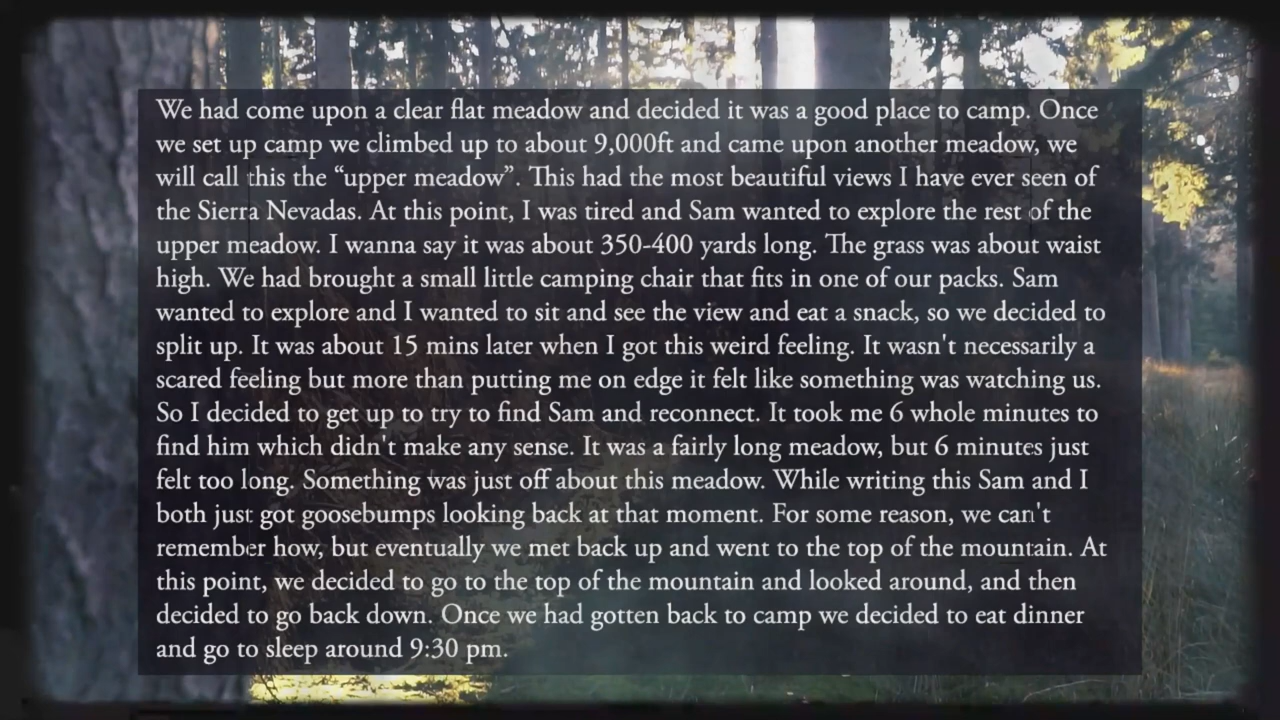 We had come upon a clear flat meadow and decided it was a good place to camp. Once
we set up camp we climbed up to about 9,000ft and came upon another meadow, we
will call this the “upper meadow”. This had the most beautiful views I have ever seen of
the Sierra Nevadas. At this point, I was tired and Sam wanted to explore the rest of the
upper meadow. I wanna say it was about 350-400 yards long. The grass was about waist
high. We had brought a small little camping chair that fits in one of our packs. Sam
wanted to explore and I wanted to sit and see the view and eat a snack, so we decided to
split up. It was about 15 mins later when I got this weird feeling. It wasn't necessarily a
scared feeling but more than putting me on edge it felt like something was watching us.
So I decided to get up to try to find Sam and reconnect. It took me 6 whole minutes to
find him which didn't make any sense. It was a fairly long meadow, but 6 minutes just
felt too long. Something was just off about this meadow. While writing this Sam and I
both just got goosebumps looking back at that moment. For some reason, we can't
remember how, but eventually we met back up and went to the top of the mountain. At
this point, we decided to go to the top of the mountain and looked around, and then
decided to go back down. Once we had gotten back to camp we decided to eat dinner
and go to sleep around 9:30 pm.